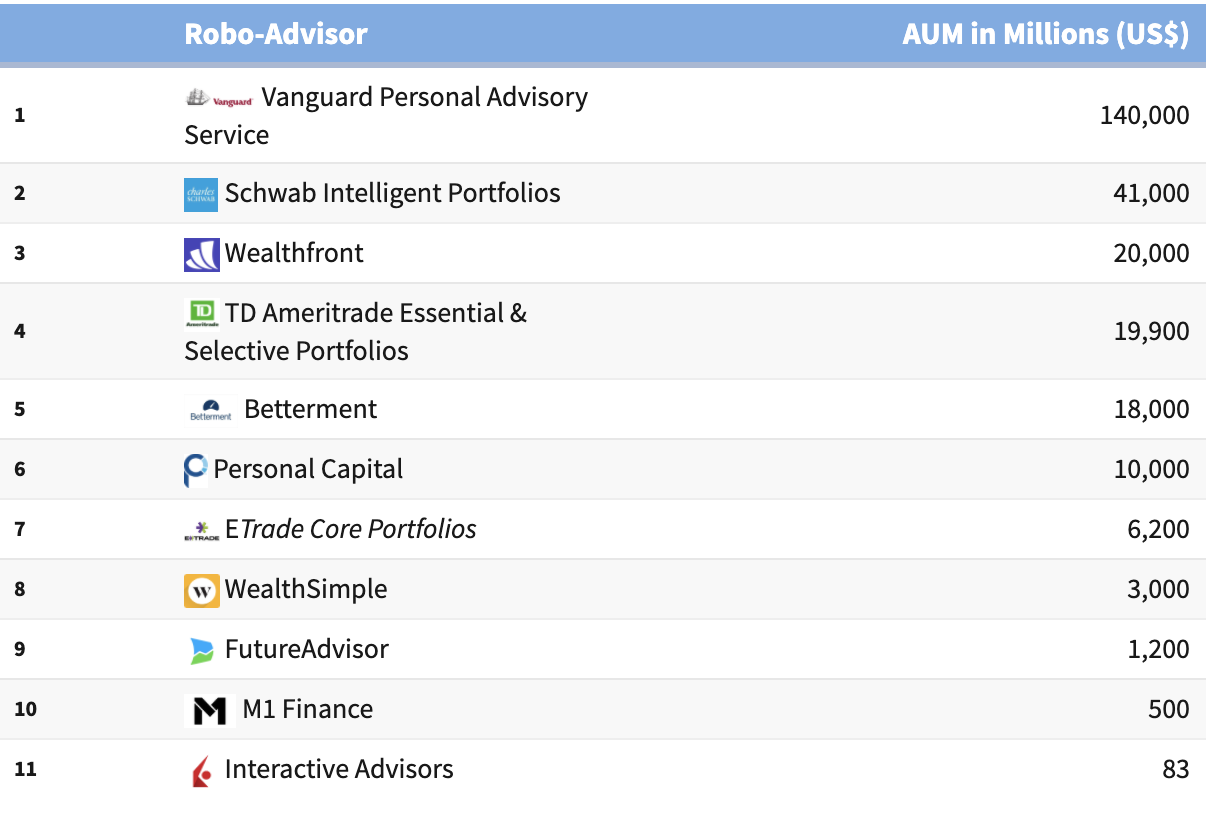 Robo-Advisor AUM in Millions (US$)
1 Vanguard Vanguard Personal Advisory
Service 140,000
2 charles SCHWAB Schwab Intelligent Portfolios 41,000
3 Wealthfront 20,000
4 TD Ameritrade TD Ameritrade Essential &
Selective Portfolios 19,900
5 Betterment Betterment 18,000
6 Personal Capital 10,000
7 E*TRADE ETrade Core Portfolios 6,200
8 W WealthSimple 3,000
9 FutureAdvisor 1,200
10 M1 Finance 500
11 Interactive Advisors 83